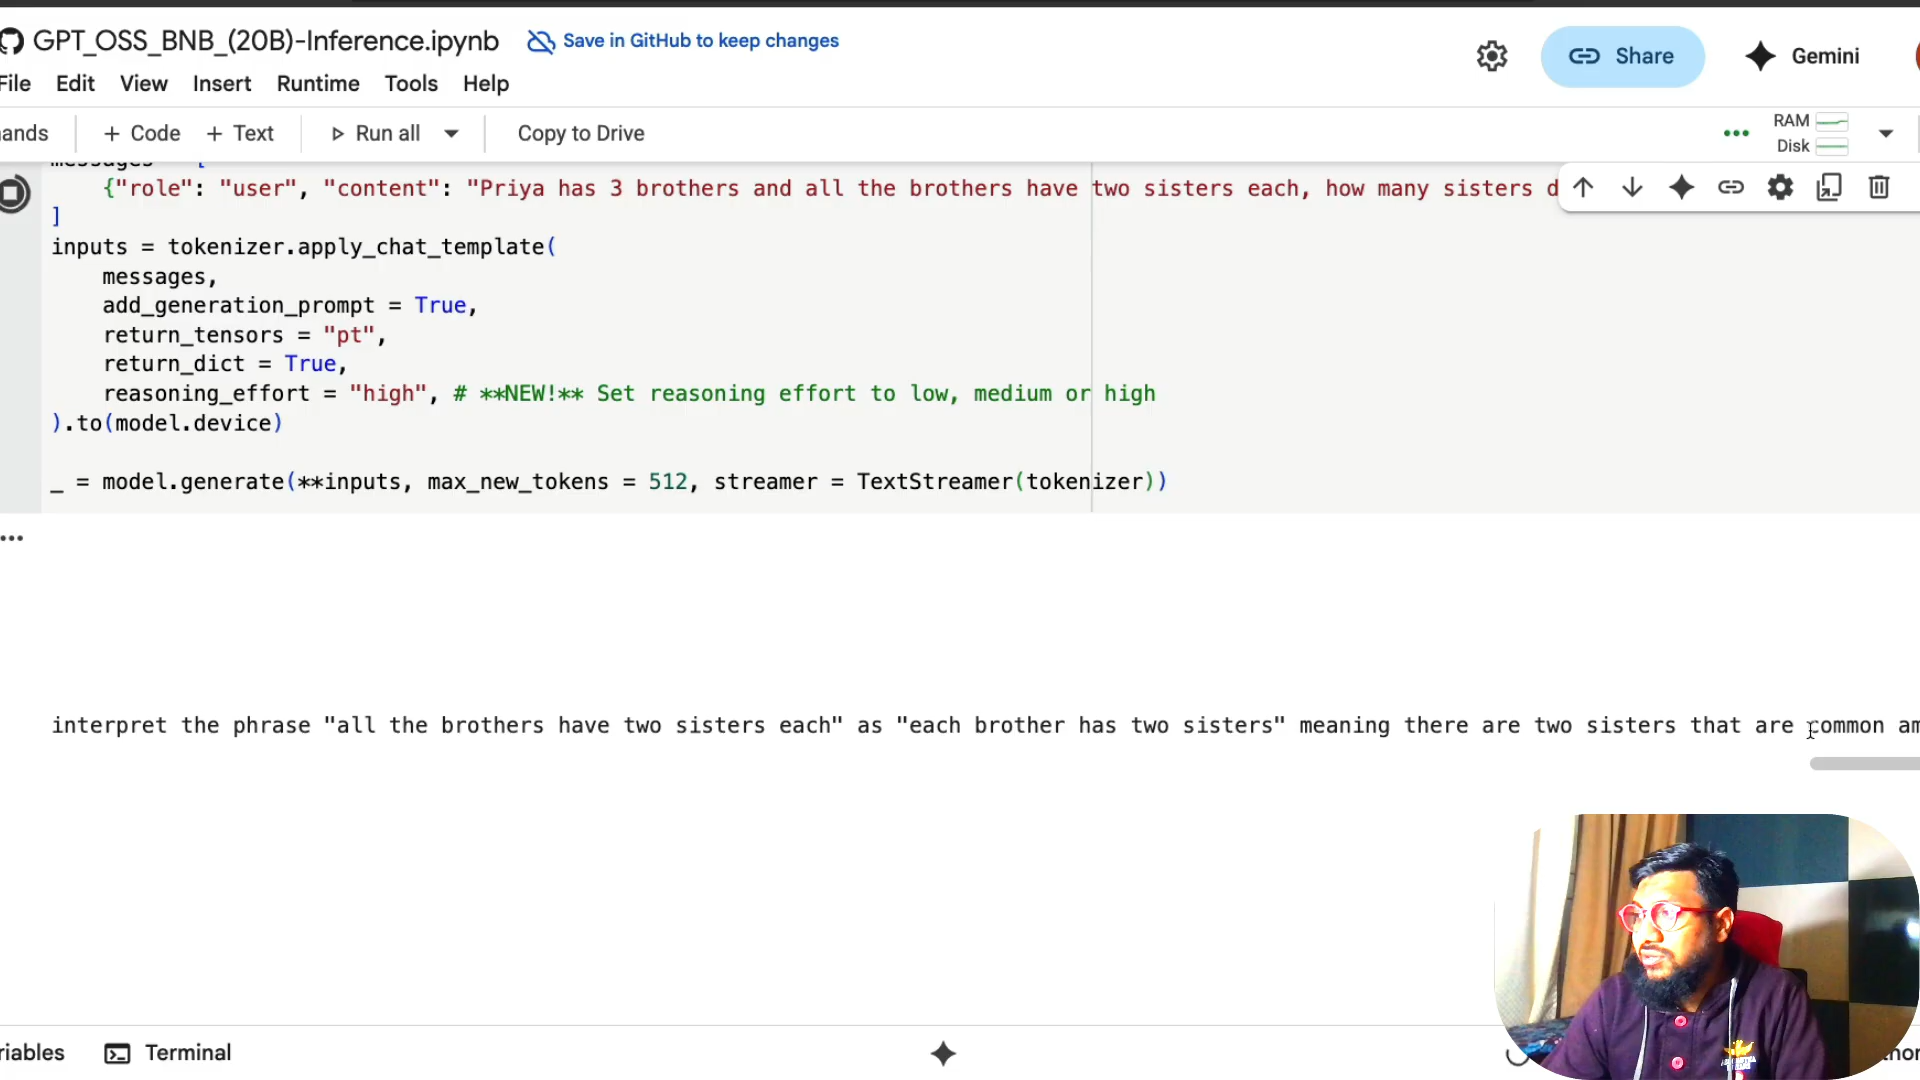 GPT_OSS_BNB_(20B)-Inference.ipynb Save in GitHub to keep changes
Share Gemini
File Edit View Insert Runtime Tools Help
ands + Code + Text Run all Copy to Drive
RAM
Disk
messages = [
{"role": "user", "content": "Priya has 3 brothers and all the brothers have two sisters each, how many sisters d
]
inputs = tokenizer.apply_chat_template(
messages,
add_generation_prompt = True,
return_tensors = "pt",
return_dict = True,
reasoning_effort = "high", # **NEW!** Set reasoning effort to low, medium or high
).to(model.device)
_ = model.generate(**inputs, max_new_tokens = 512, streamer = TextStreamer(tokenizer))
interpret the phrase "all the brothers have two sisters each" as "each brother has two sisters" meaning there are two sisters that are common am
riables Terminal